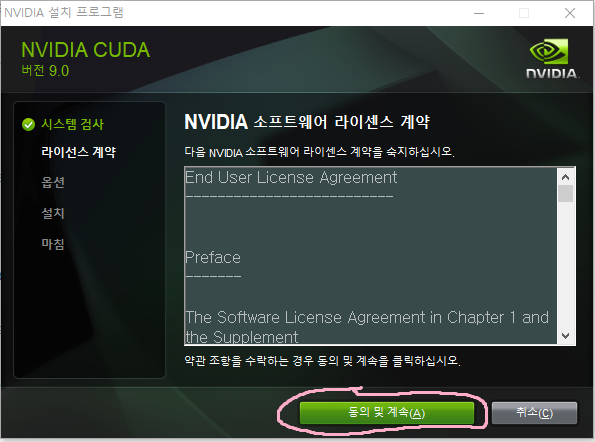 NVIDIA 설치 프로그램
NVIDIA CUDA
버전 9.0
NVIDIA.
시스템 검사
라이선스 계약
옵션
설치
마침
NVIDIA 소프트웨어 라이센스 계약
다음 NVIDIA 소프트웨어 라이센스 계약을 숙지하십시오.
End User License Agreement
--------------------------
Preface
-------
The Software License Agreement in Chapter 1 and
the Supplement
약관 조항을 수락하는 경우 동의 및 계속을 클릭하십시오.
동의 및 계속(A)
취소(C)